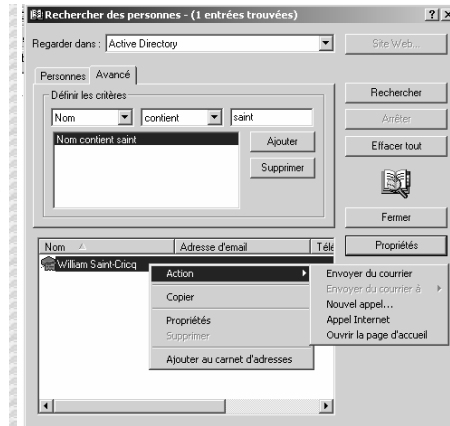 Rechercher des personnes - (1 entrées trouvées)
Regarder dans : Active Directory
Site Web...
Personnes Avancé
Définir les critères
Nom contient saint
Nom contient saint
Ajouter
Supprimer
Rechercher
Arrêter
Effacer tout
Fermer
Propriétés
Nom Adresse d'email Télé
William Saint-Cricq
Action
Copier
Propriétés
Supprimer
Ajouter au carnet d'adresses
Envoyer du courrier
Envoyer du courrier à
Nouvel appel...
Appel Internet
Ouvrir la page d'accueil